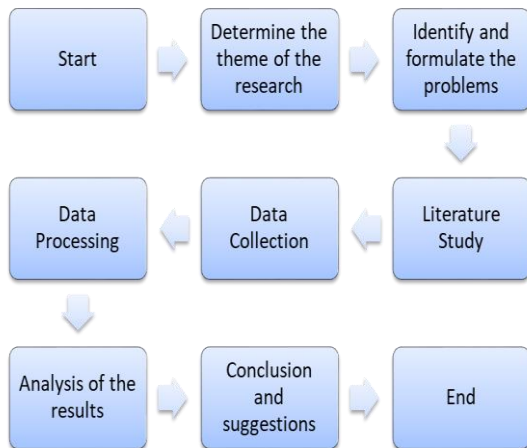 Start
Determine the
theme of the
research
Identify and
formulate the
problems
Literature
Study
Data
Collection
Data
Processing
Analysis of the
results
Conclusion
and
suggestions
End